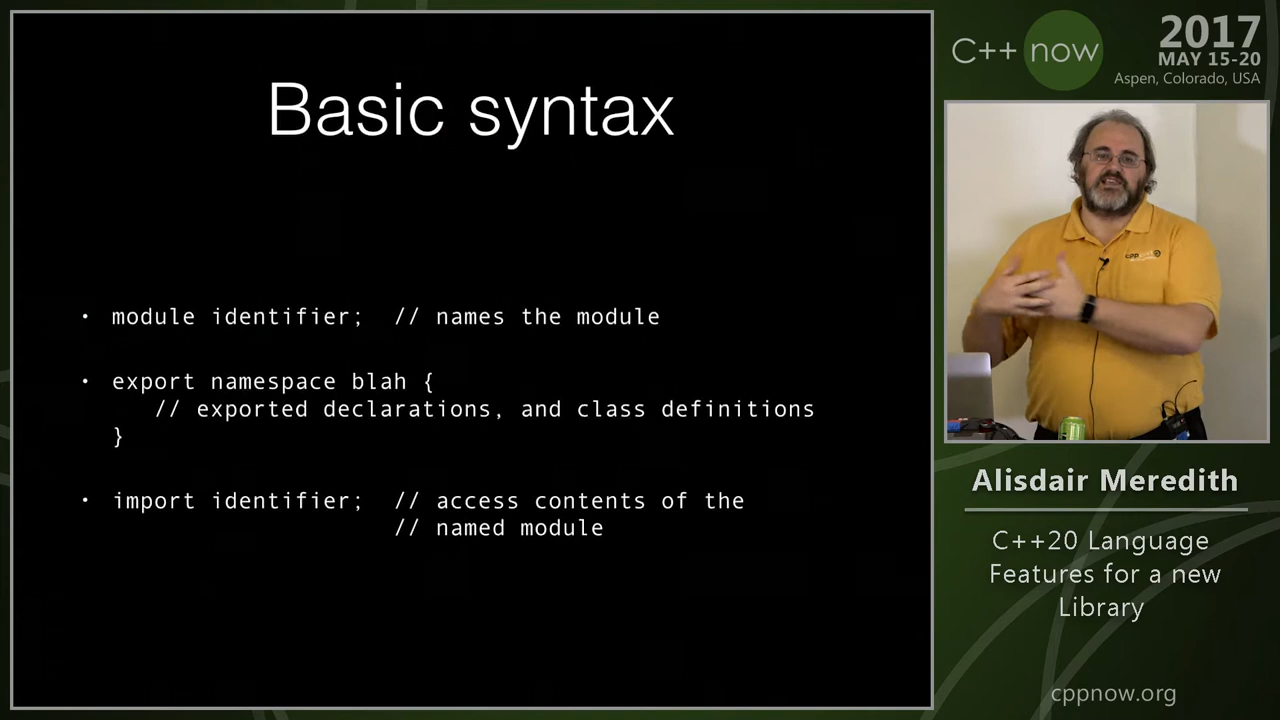 Basic syntax
• module identifier;  // names the module
• export namespace blah {
// exported declarations, and class definitions
}
• import identifier;  // access contents of the
// named module
C++ now
2017
MAY 15-20
Aspen, Colorado, USA
Alisdair Meredith
C++20 Language
Features for a new
Library
cppnow.org